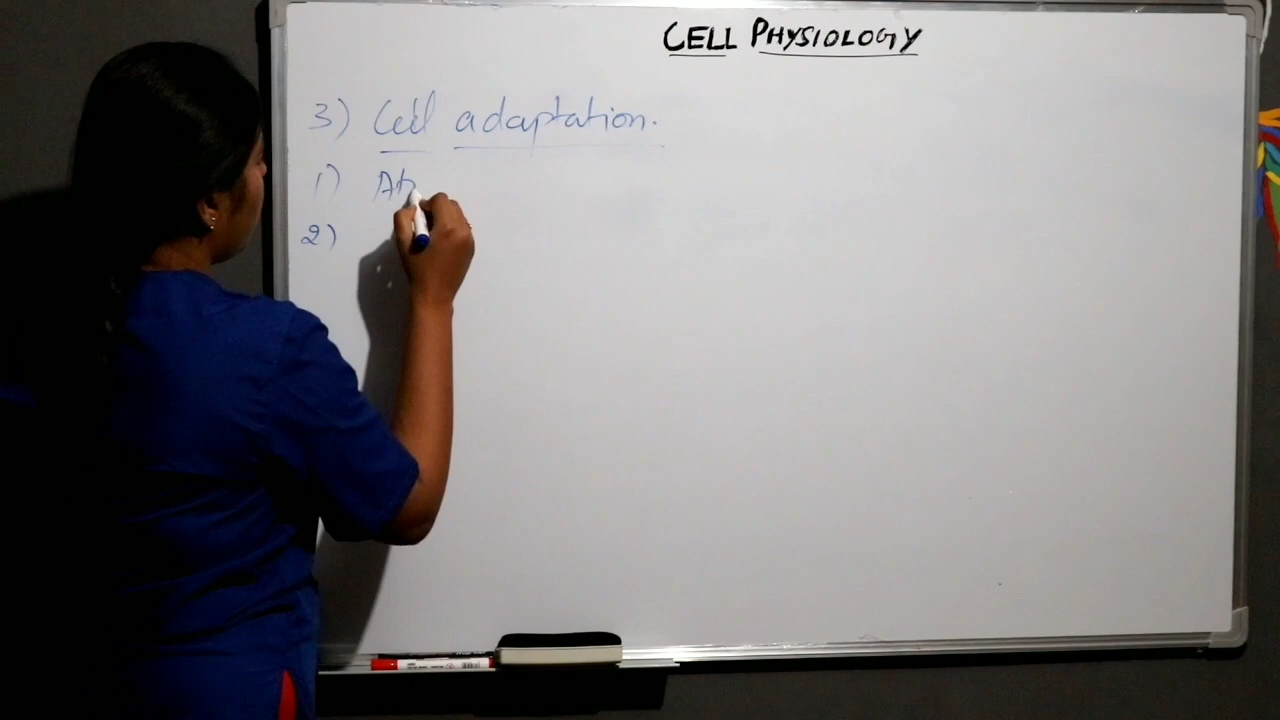 CELL PHYSIOLOGY
3) Cell adaptation.
1) At
2)